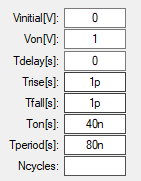 Vinitial[V]: 0
Von[V]: 1
Tdelay[s]: 0
Trise[s]: 1p
Tfall[s]: 1p
Ton[s]: 40n
Tperiod[s]: 80n
Ncycles: